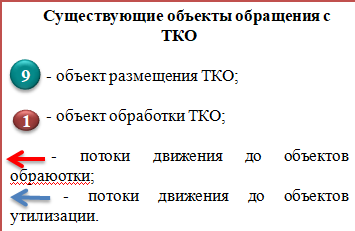 Существующие объекты обращения с
ТКО
9 - объект размещения ТКО;
1 - объект обработки ТКО;
- потоки движения до объектов
обраюотки;
- потоки движения до объектов
утилизации.